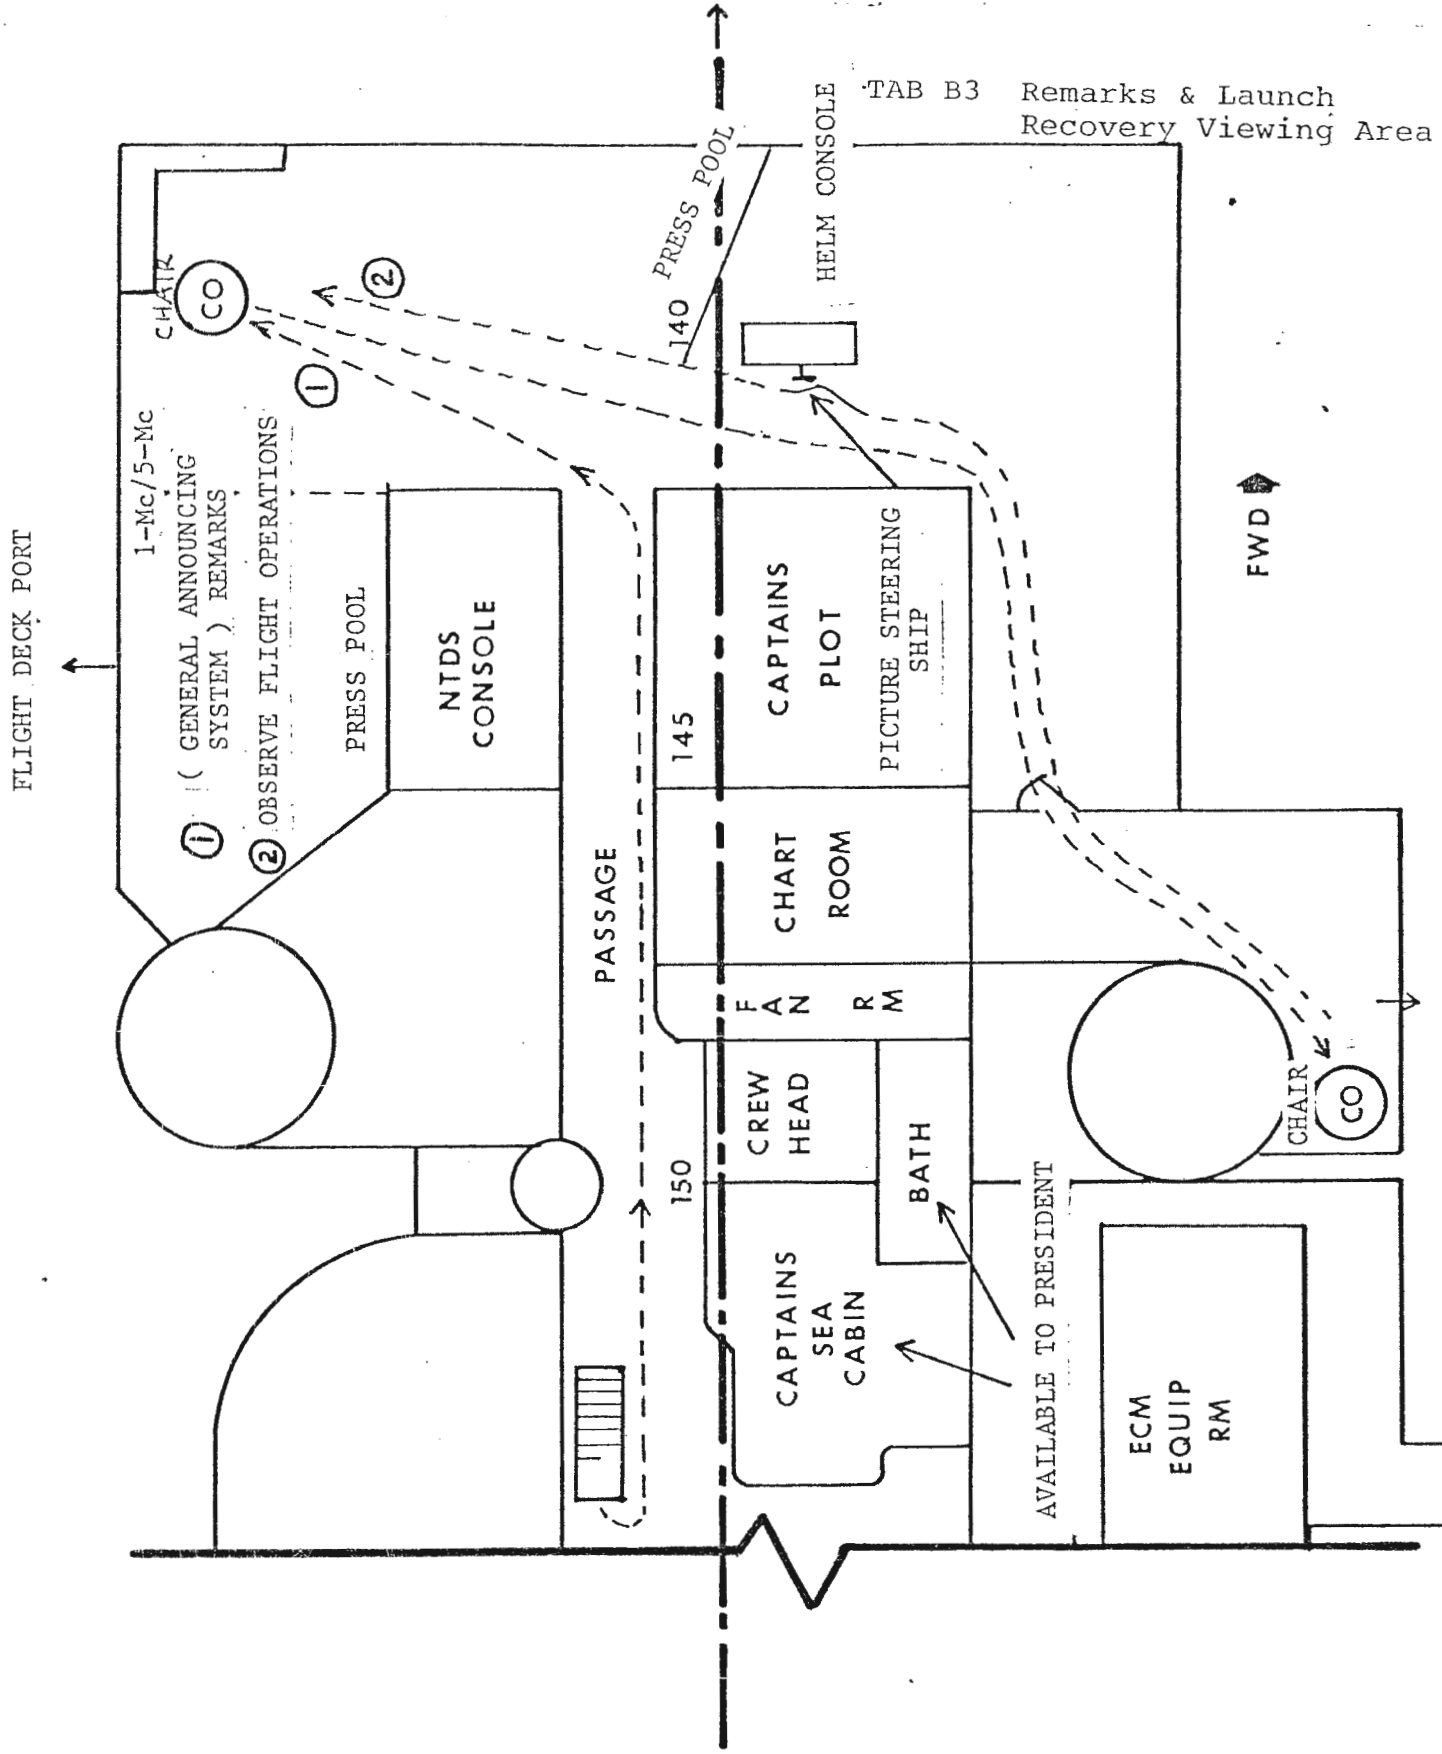 TAB B3 Remarks & Launch
Recovery Viewing Area
FLIGHT DECK PORT
CHAIR
CO
1-Mc/5-Mc
① ( GENERAL ANNOUNCING
SYSTEM ) REMARKS
② OBSERVE FLIGHT OPERATIONS
①
②
PRESS POOL
140
HELM CONSOLE
PRESS POOL
NTDS
CONSOLE
PASSAGE
145
CAPTAINS
PLOT
PICTURE STEERING
SHIP
FWD
CHART
ROOM
FAN RM
150
CREW
HEAD
BATH
CHAIR
CO
CAPTAINS
SEA
CABIN
AVAILABLE TO PRESIDENT
ECM
EQUIP
RM